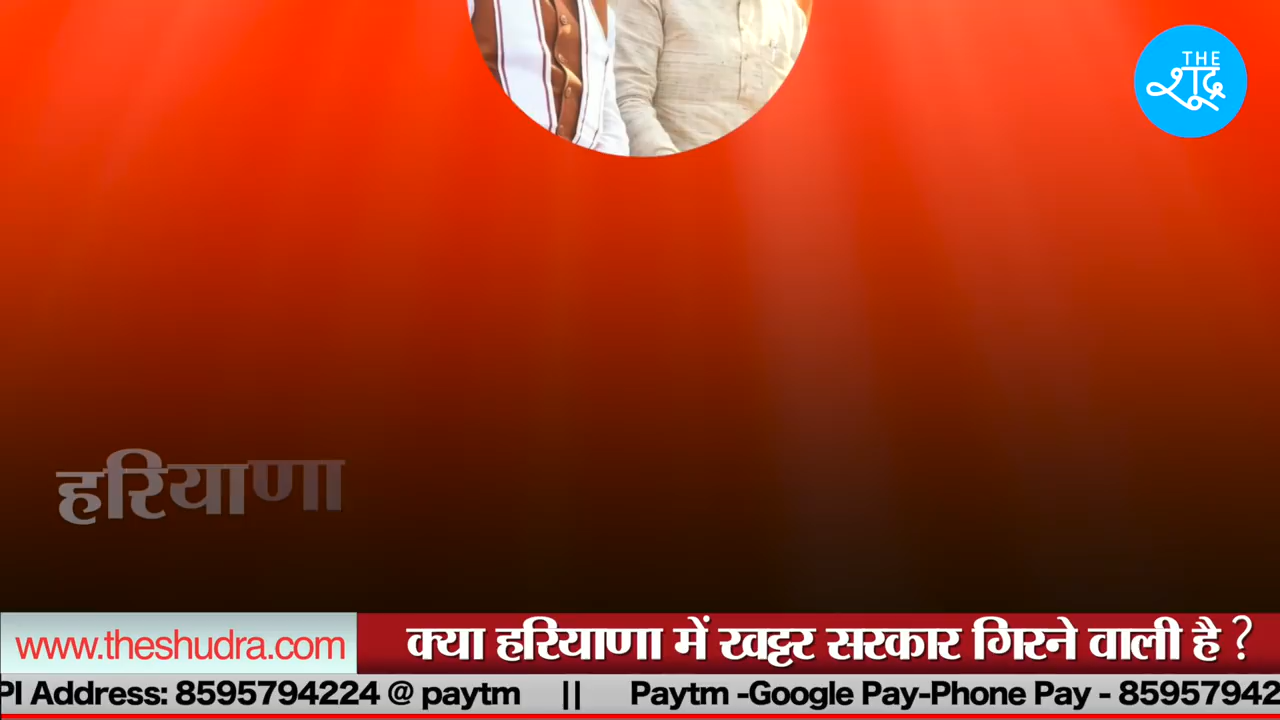 THE
शूद्र
हरियाणा
www.theshudra.com
क्या हरियाणा में खट्टर सरकार गिरने वाली है ?
PI Address: 8595794224 @ paytm || Paytm -Google Pay-Phone Pay - 85957942